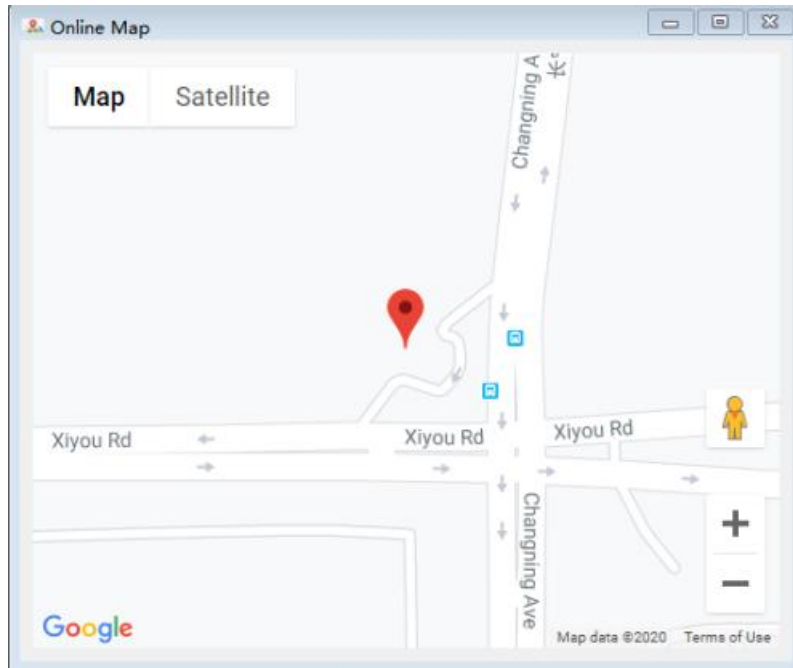 Online Map
Map Satellite
Changning A
长
Xiyou Rd
Xiyou Rd
Xiyou Rd
Changning Ave
Google
Map data ©2020 Terms of Use